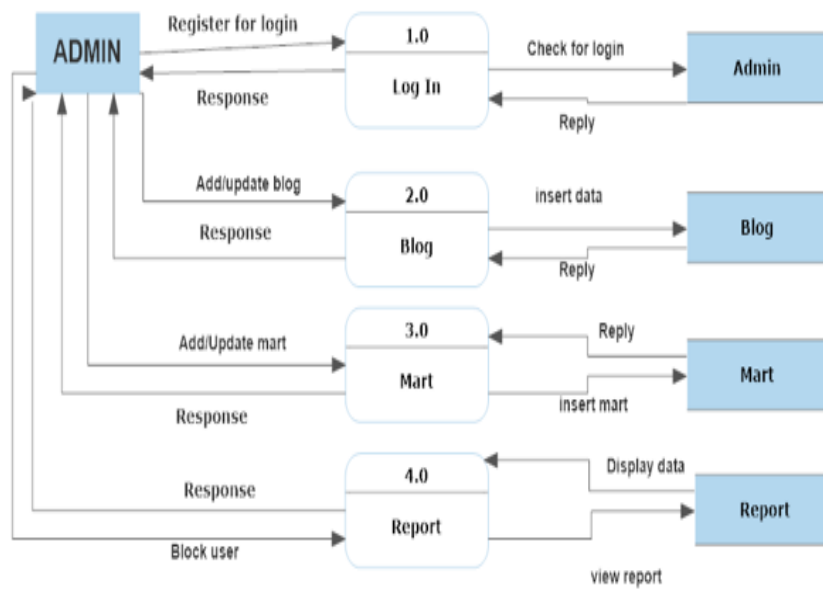 ADMIN
Register for login
Response
1.0
Log In
Check for login
Reply
Admin
Add/update blog
Response
2.0
Blog
insert data
Reply
Blog
Add/Update mart
Response
3.0
Mart
Reply
insert mart
Mart
Response
Block user
4.0
Report
Display data
view report
Report